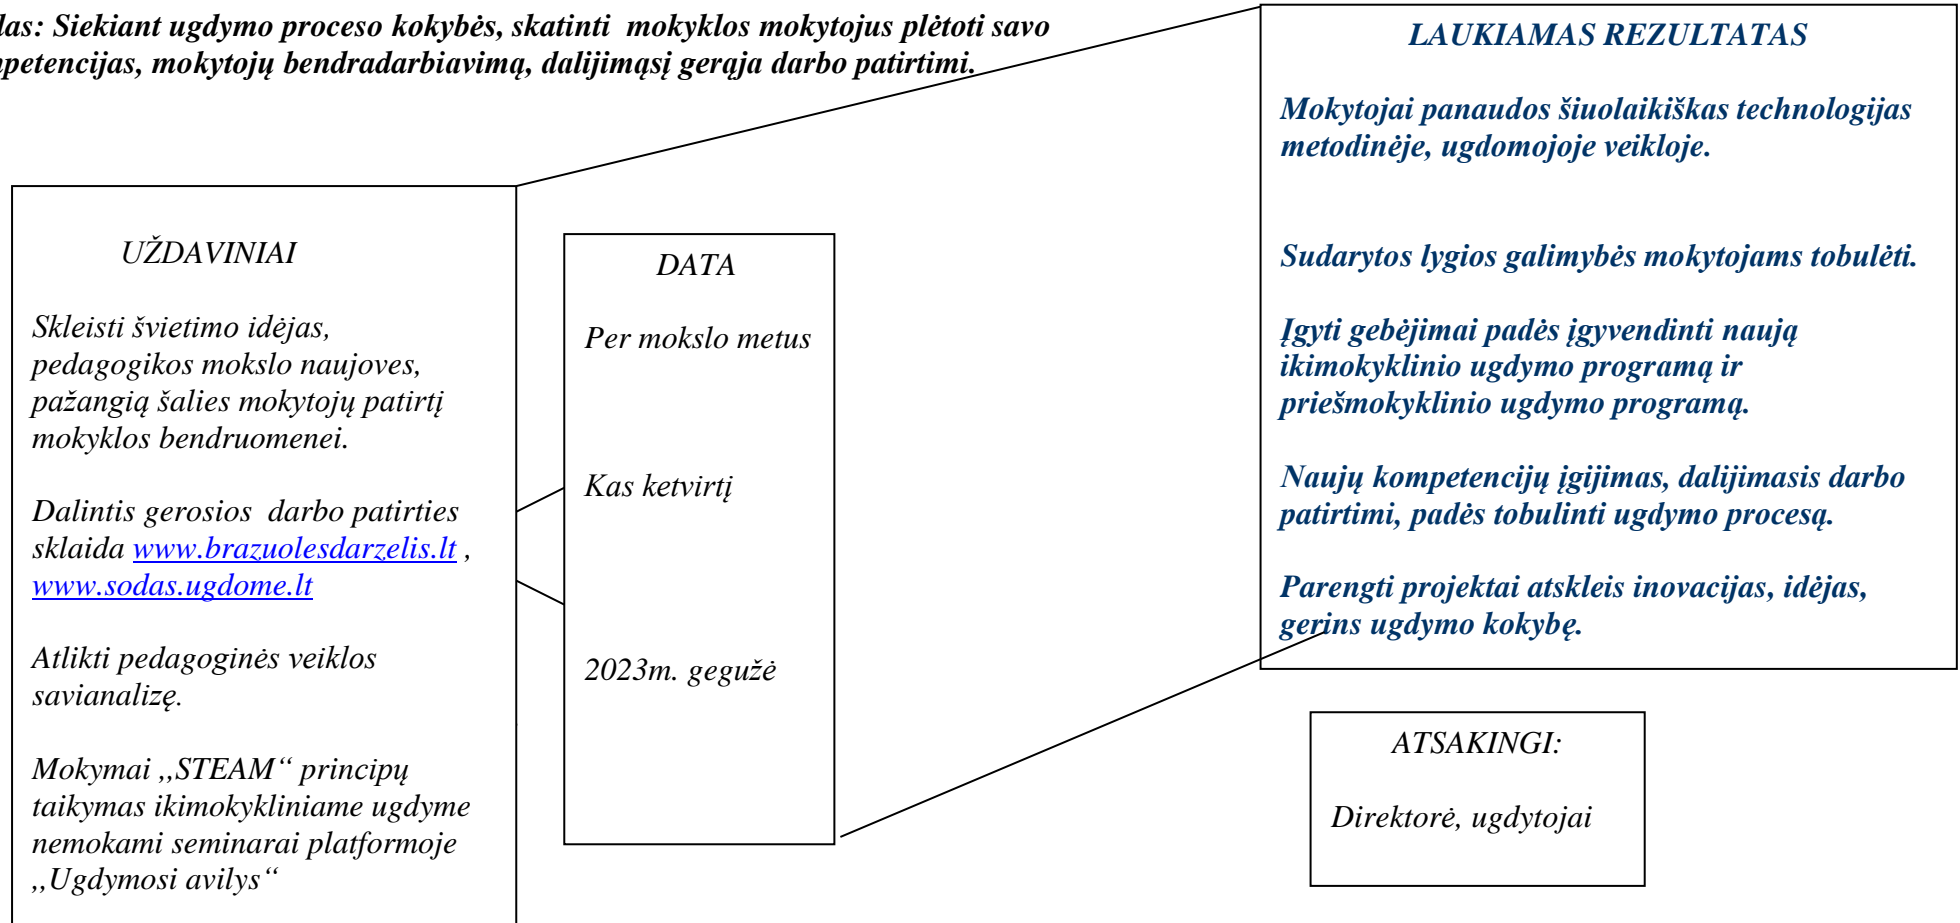 las: Siekiant ugdymo proceso kokybės, skatinti mokyklos mokytojus plėtoti savo
petencijas, mokytojų bendradarbiavimą, dalijimąsi gerąja darbo patirtimi.
UŽDAVINIAI
Skleisti švietimo idėjas,
pedagogikos mokslo naujoves,
pažangią šalies mokytojų patirtį
mokyklos bendruomenei.
Dalintis gerosios darbo patirties
sklaida www.brazuolesdarzelis.lt ,
www.sodas.ugdome.lt
Atlikti pedagoginės veiklos
savianalizę.
Mokymai ,,STEAM“ principų
taikymas ikimokykliniame ugdyme
nemokami seminarai platformoje
,,Ugdymosi avilys“
DATA
Per mokslo metus
Kas ketvirtį
2023m. gegužė
LAUKIAMAS REZULTATAS
Mokytojai panaudos šiuolaikiškas technologijas
metodinėje, ugdomojoje veikloje.
Sudarytos lygios galimybės mokytojams tobulėti.
Įgyti gebėjimai padės įgyvendinti naują
ikimokyklinio ugdymo programą ir
priešmokyklinio ugdymo programą.
Naujų kompetencijų įgijimas, dalijimasis darbo
patirtimi, padės tobulinti ugdymo procesą.
Parengti projektai atskleis inovacijas, idėjas,
gerins ugdymo kokybę.
ATSAKINGI:
Direktorė, ugdytojai